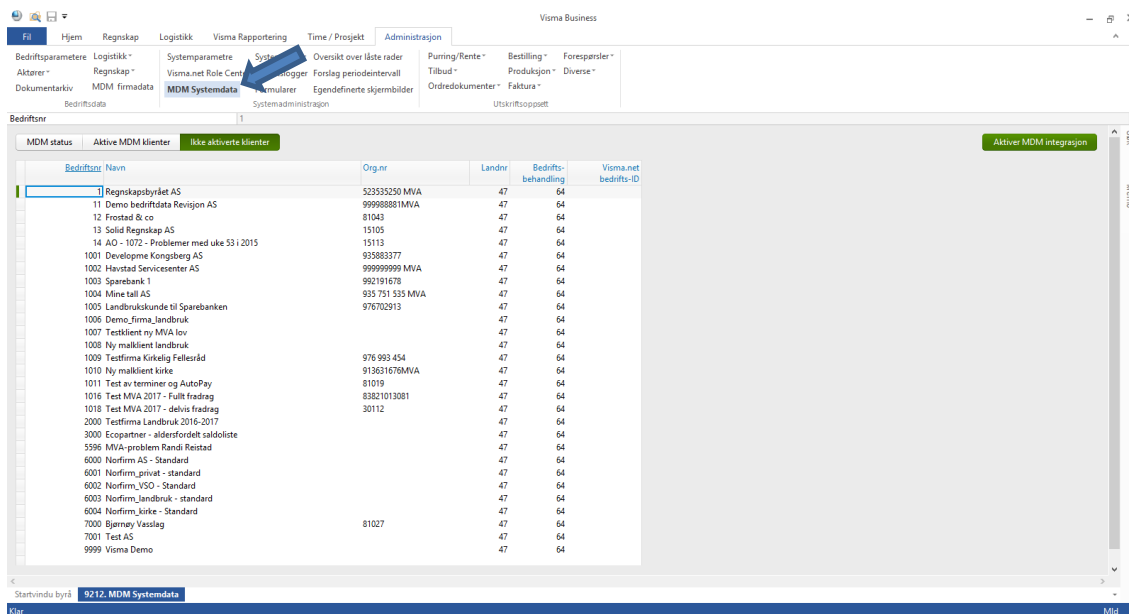 Visma Business
Fil Hjem Regnskap Logistikk Visma Rapportering Time / Prosjekt Administrasjon
Bedriftsparametere Logistikk Systemparametre Oversikt over låste rader Purring/Rente Bestilling Forespørsler
Aktører Regnskap Visma.net Role Forslag periodeintervall Tilbud Produksjon Diverse
Dokumentarkiv MDM firmadata MDM Systemdata Egendefinerte skjermbilder Ordredokumenter Faktura
Bedriftsdata Systemadministrasjon Utskriftsoppsett
Bedriftsnr 1
MDM status Aktive MDM klienter Ikke aktiverte klienter Aktiver MDM integrasjon
Bedriftsnr Navn Org.nr Landnr Bedrifts- Visma.net
behandling bedrifts-ID
1 Regnskapsbyrået AS 523535250 MVA 47 64
11 Demo bedriftdata Revisjon AS 999988881MVA 47 64
12 Frostad & co 81043 47 64
13 Solid Regnskap AS 15105 47 64
14 AO - 1072 - Problemer med uke 53 i 2015 15113 47 64
1001 Developme Kongsberg AS 935883377 47 64
1002 Havstad Servicesenter AS 999999999 MVA 47 64
1003 Sparebank 1 992191678 47 64
1004 Mine tall AS 935 751 535 MVA 47 64
1005 Landbrukskunde til Sparebanken 976702913 47 64
1006 Demo_firma_landbruk 47 64
1007 Testklient ny MVA lov 47 64
1008 Ny malklient landbruk 47 64
1009 Testfirma Kirkelig Fellesråd 976 993 454 47 64
1010 Ny malklient kirke 913631676MVA 47 64
1011 Test av terminer og AutoPay 81019 47 64
1016 Test MVA 2017 - Fullt fradrag 83821013081 47 64
1018 Test MVA 2017 - delvis fradrag 30112 47 64
2000 Testfirma Landbruk 2016-2017 47 64
3000 Ecopartner - aldersfordelt saldoliste 47 64
5596 MVA-problem Randi Reistad 47 64
6000 Norfirm AS - Standard 47 64
6001 Norfirm_privat - standard 47 64
6002 Norfirm_VSO - Standard 47 64
6003 Norfirm_landbruk - standard 47 64
6004 Norfirm_kirke - Standard 47 64
7000 Bjørnøy Vasslag 81027 47 64
7001 Test AS 47 64
9999 Visma Demo 47 64
Startvindu byrå 9212. MDM Systemdata
Klar Mld